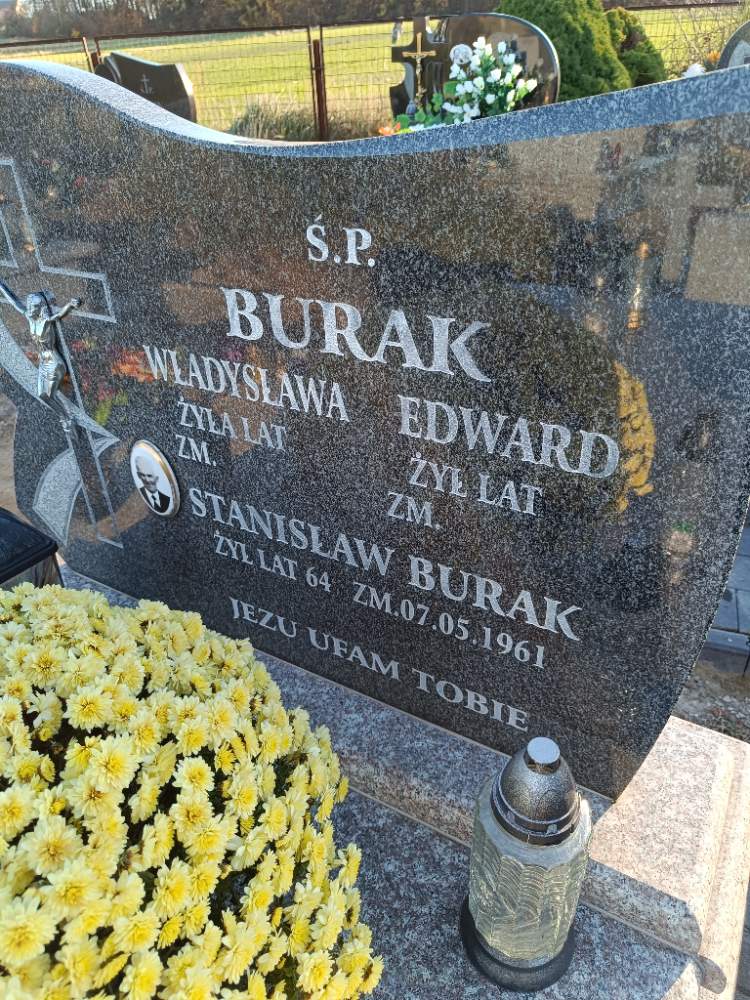 Ś.P.
BURAK
WŁADYSŁAWA
ŻYŁA LAT
ZM.
EDWARD
ŻYŁ LAT
ZM.
STANISŁAW BURAK
ŻYŁ LAT 64 ZM.07.05.1961
JEZU UFAM TOBIE